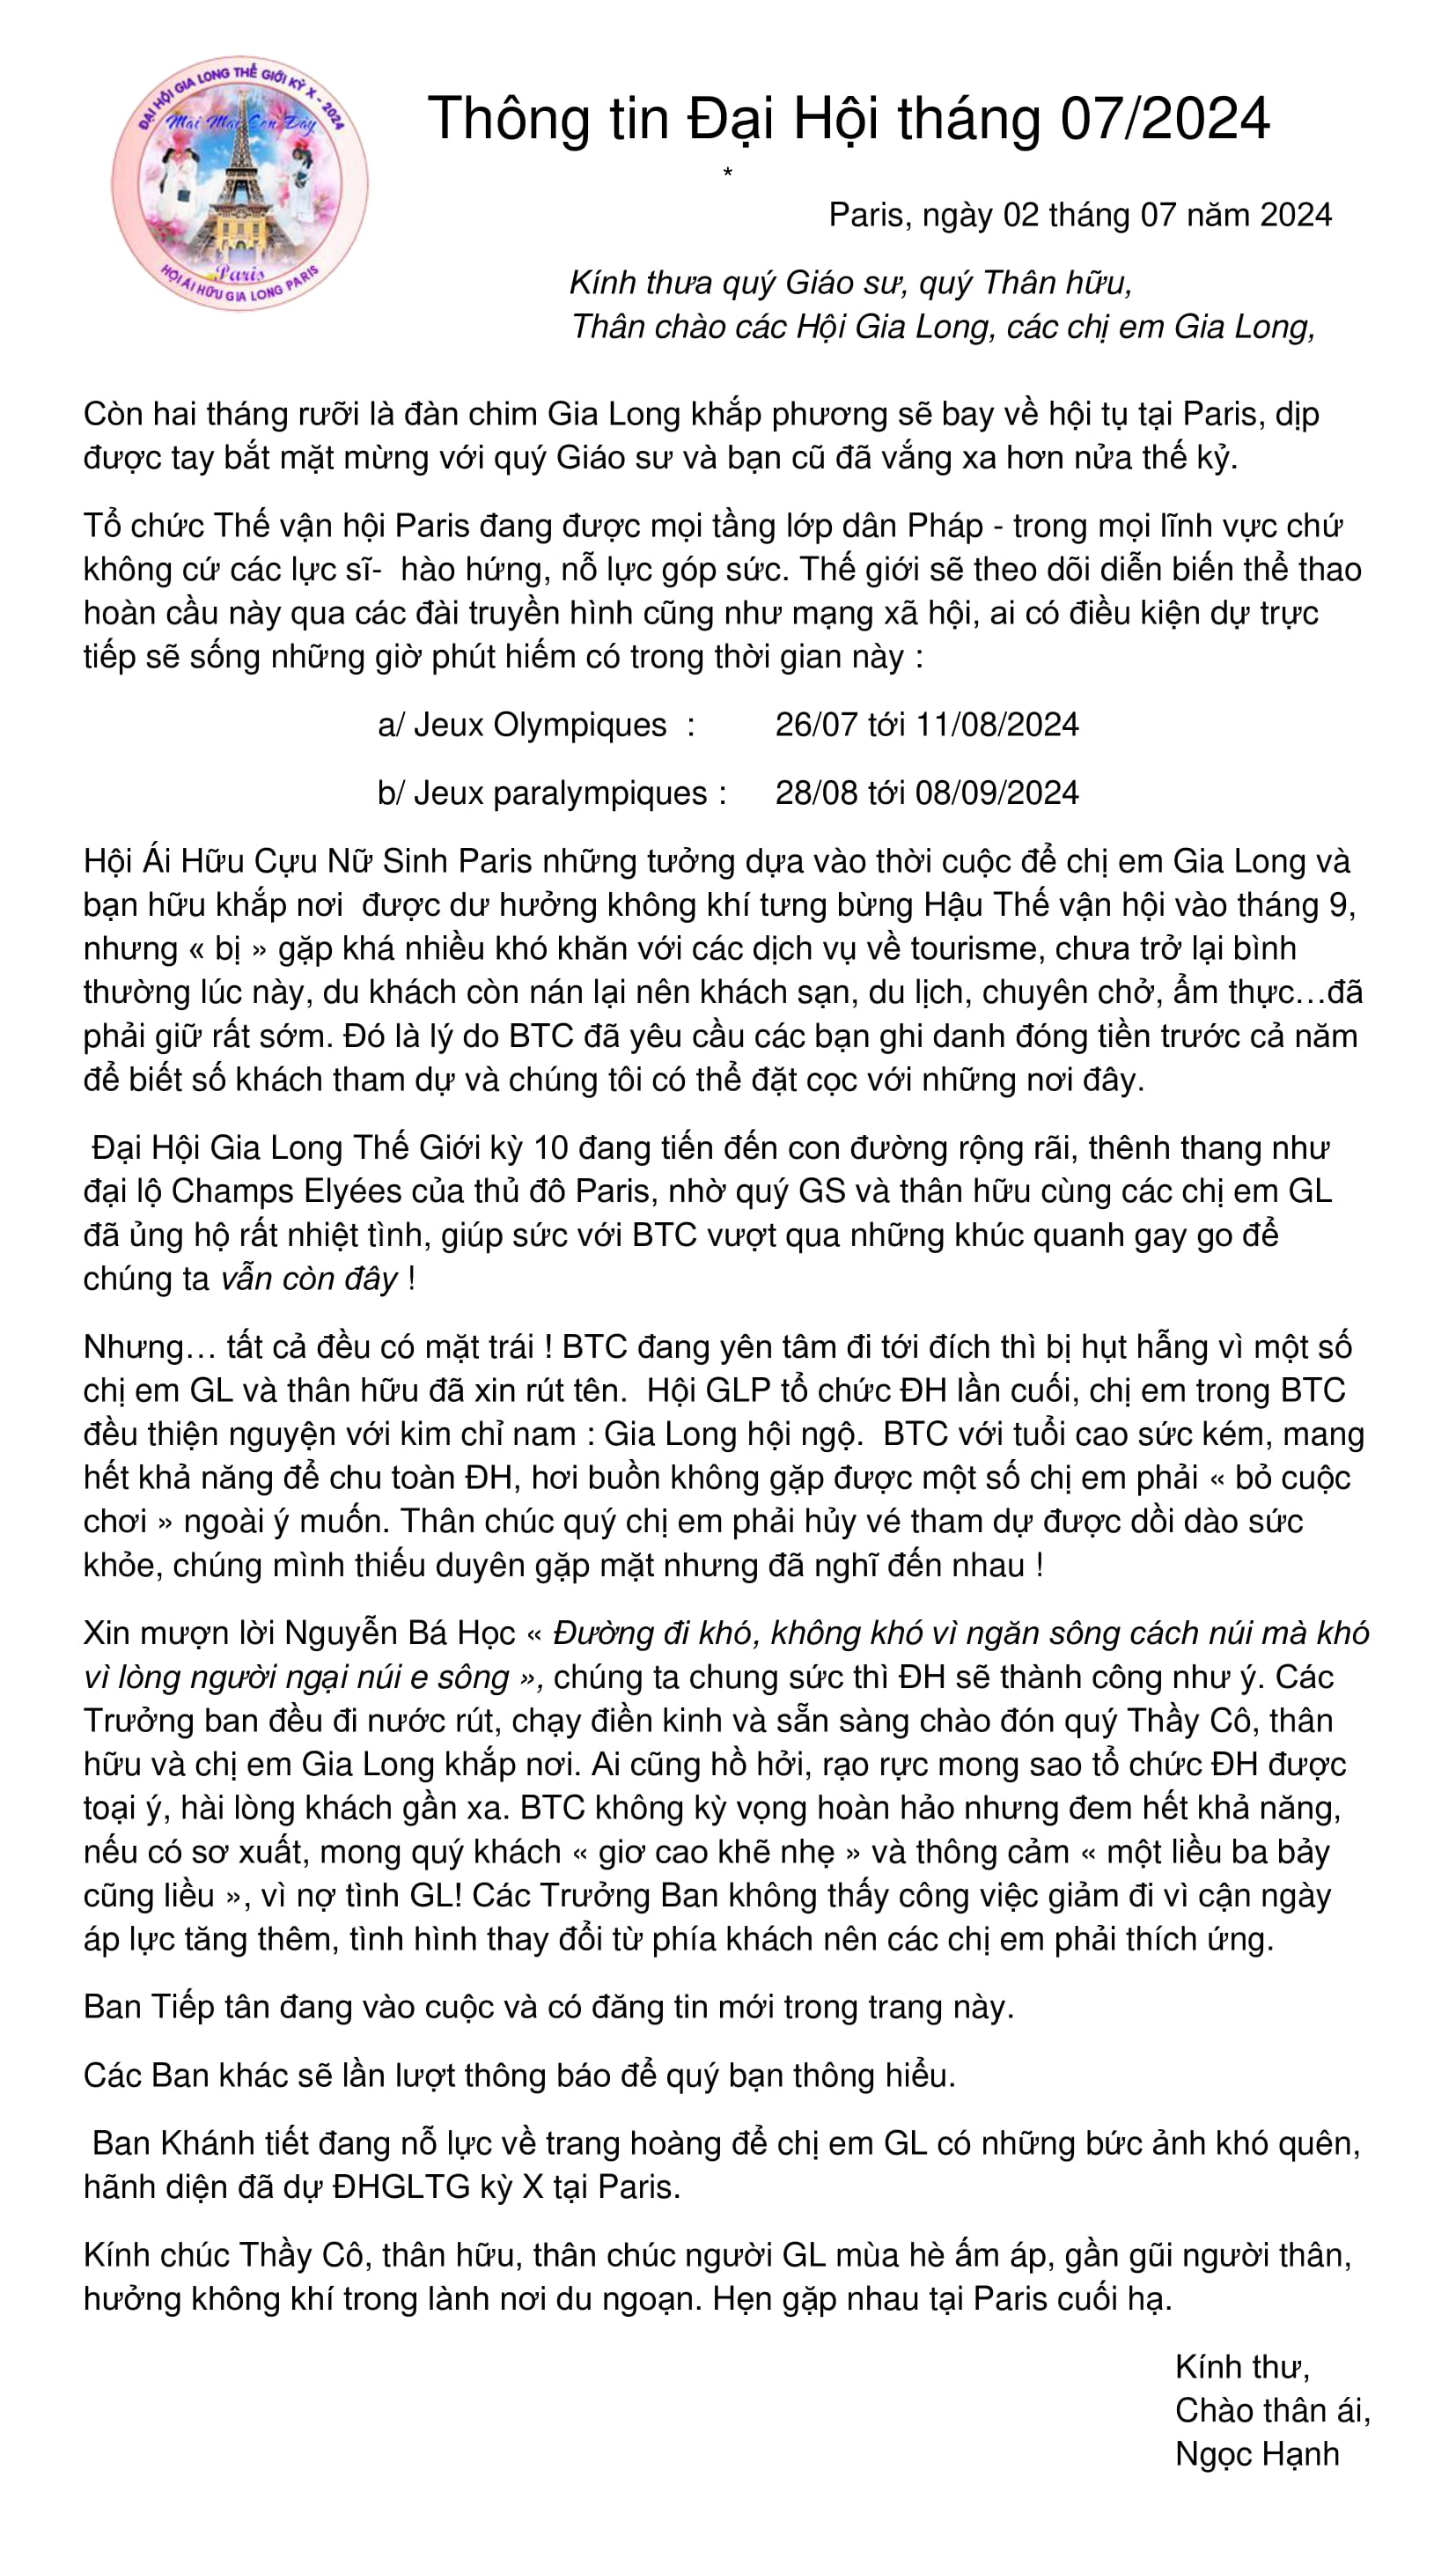 ĐẠI HỘI GIA LONG THẾ GIỚI KỲ X - 2024
Mãi Mãi Còn Đây
Paris
HỘI ÁI HỮU GIA LONG PARIS
Thông tin Đại Hội tháng 07/2024
*
Paris, ngày 02 tháng 07 năm 2024
Kính thưa quý Giáo sư, quý Thân hữu,
Thân chào các Hội Gia Long, các chị em Gia Long,
Còn hai tháng rưỡi là đàn chim Gia Long khắp phương sẽ bay về hội tụ tại Paris, dịp
được tay bắt mặt mừng với quý Giáo sư và bạn cũ đã vắng xa hơn nửa thế kỷ.
Tổ chức Thế vận hội Paris đang được mọi tầng lớp dân Pháp - trong mọi lĩnh vực chứ
không cứ các lực sĩ-  hào hứng, nỗ lực góp sức. Thế giới sẽ theo dõi diễn biến thể thao
hoàn cầu này qua các đài truyền hình cũng như mạng xã hội, ai có điều kiện dự trực
tiếp sẽ sống những giờ phút hiếm có trong thời gian này :
a/ Jeux Olympiques  : 26/07 tới 11/08/2024
b/ Jeux paralympiques : 28/08 tới 08/09/2024
Hội Ái Hữu Cựu Nữ Sinh Paris những tưởng dựa vào thời cuộc để chị em Gia Long và
bạn hữu khắp nơi  được dư hưởng không khí tưng bừng Hậu Thế vận hội vào tháng 9,
nhưng « bị » gặp khá nhiều khó khăn với các dịch vụ về tourisme, chưa trở lại bình
thường lúc này, du khách còn nán lại nên khách sạn, du lịch, chuyên chở, ẩm thực…đã
phải giữ rất sớm. Đó là lý do BTC đã yêu cầu các bạn ghi danh đóng tiền trước cả năm
để biết số khách tham dự và chúng tôi có thể đặt cọc với những nơi đây.
Đại Hội Gia Long Thế Giới kỳ 10 đang tiến đến con đường rộng rãi, thênh thang như
đại lộ Champs Elyées của thủ đô Paris, nhờ quý GS và thân hữu cùng các chị em GL
đã ủng hộ rất nhiệt tình, giúp sức với BTC vượt qua những khúc quanh gay go để
chúng ta vẫn còn đây !
Nhưng… tất cả đều có mặt trái ! BTC đang yên tâm đi tới đích thì bị hụt hẫng vì một số
chị em GL và thân hữu đã xin rút tên.  Hội GLP tổ chức ĐH lần cuối, chị em trong BTC
đều thiện nguyện với kim chỉ nam : Gia Long hội ngộ.  BTC với tuổi cao sức kém, mang
hết khả năng để chu toàn ĐH, hơi buồn không gặp được một số chị em phải « bỏ cuộc
chơi » ngoài ý muốn. Thân chúc quý chị em phải hủy vé tham dự được dồi dào sức
khỏe, chúng mình thiếu duyên gặp mặt nhưng đã nghĩ đến nhau !
Xin mượn lời Nguyễn Bá Học « Đường đi khó, không khó vì ngăn sông cách núi mà khó
vì lòng người ngại núi e sông », chúng ta chung sức thì ĐH sẽ thành công như ý. Các
Trưởng ban đều đi nước rút, chạy điền kinh và sẵn sàng chào đón quý Thầy Cô, thân
hữu và chị em Gia Long khắp nơi. Ai cũng hồ hởi, rạo rực mong sao tổ chức ĐH được
toại ý, hài lòng khách gần xa. BTC không kỳ vọng hoàn hảo nhưng đem hết khả năng,
nếu có sơ xuất, mong quý khách « giơ cao khẽ nhẹ » và thông cảm « một liều ba bảy
cũng liều », vì nợ tình GL! Các Trưởng Ban không thấy công việc giảm đi vì cận ngày
áp lực tăng thêm, tình hình thay đổi từ phía khách nên các chị em phải thích ứng.
Ban Tiếp tân đang vào cuộc và có đăng tin mới trong trang này.
Các Ban khác sẽ lần lượt thông báo để quý bạn thông hiểu.
Ban Khánh tiết đang nỗ lực về trang hoàng để chị em GL có những bức ảnh khó quên,
hãnh diện đã dự ĐHGLTG kỳ X tại Paris.
Kính chúc Thầy Cô, thân hữu, thân chúc người GL mùa hè ấm áp, gần gũi người thân,
hưởng không khí trong lành nơi du ngoạn. Hẹn gặp nhau tại Paris cuối hạ.
Kính thư,
Chào thân ái,
Ngọc Hạnh